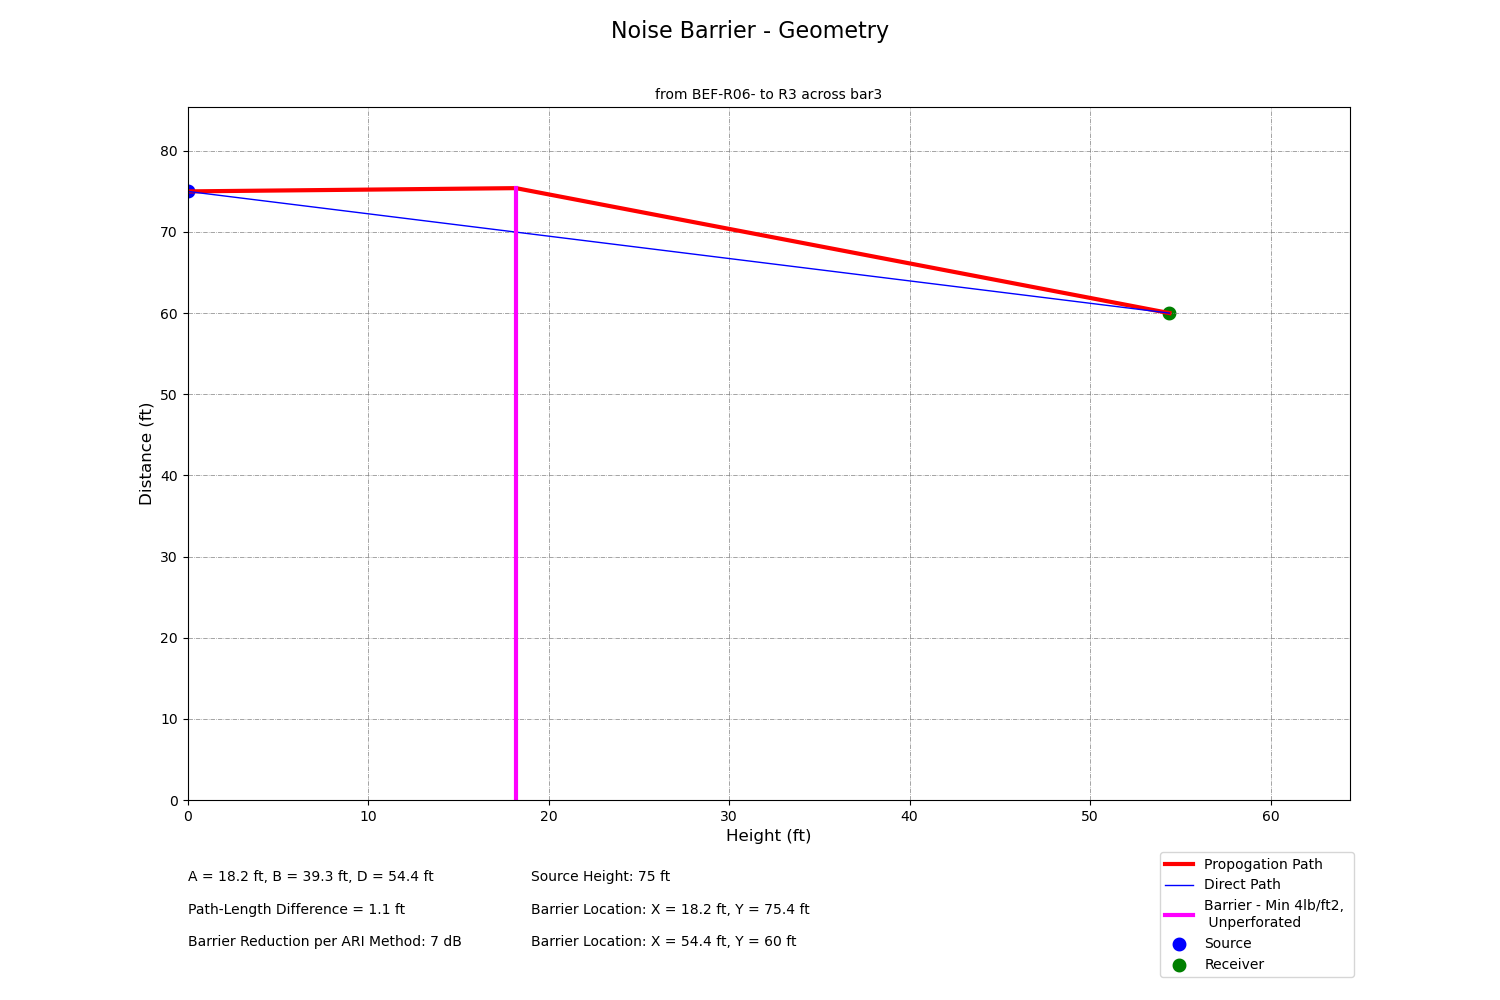 Noise Barrier - Geometry
from BEF-R06- to R3 across bar3
80
70
60
50
40
30
20
10
0
Distance (ft)
0 10 20 30 40 50 60
Height (ft)
A = 18.2 ft, B = 39.3 ft, D = 54.4 ft
Path-Length Difference = 1.1 ft
Barrier Reduction per ARI Method: 7 dB
Source Height: 75 ft
Barrier Location: X = 18.2 ft, Y = 75.4 ft
Barrier Location: X = 54.4 ft, Y = 60 ft
Propogation Path
Direct Path
Barrier - Min 4lb/ft2,
Unperforated
Source
Receiver